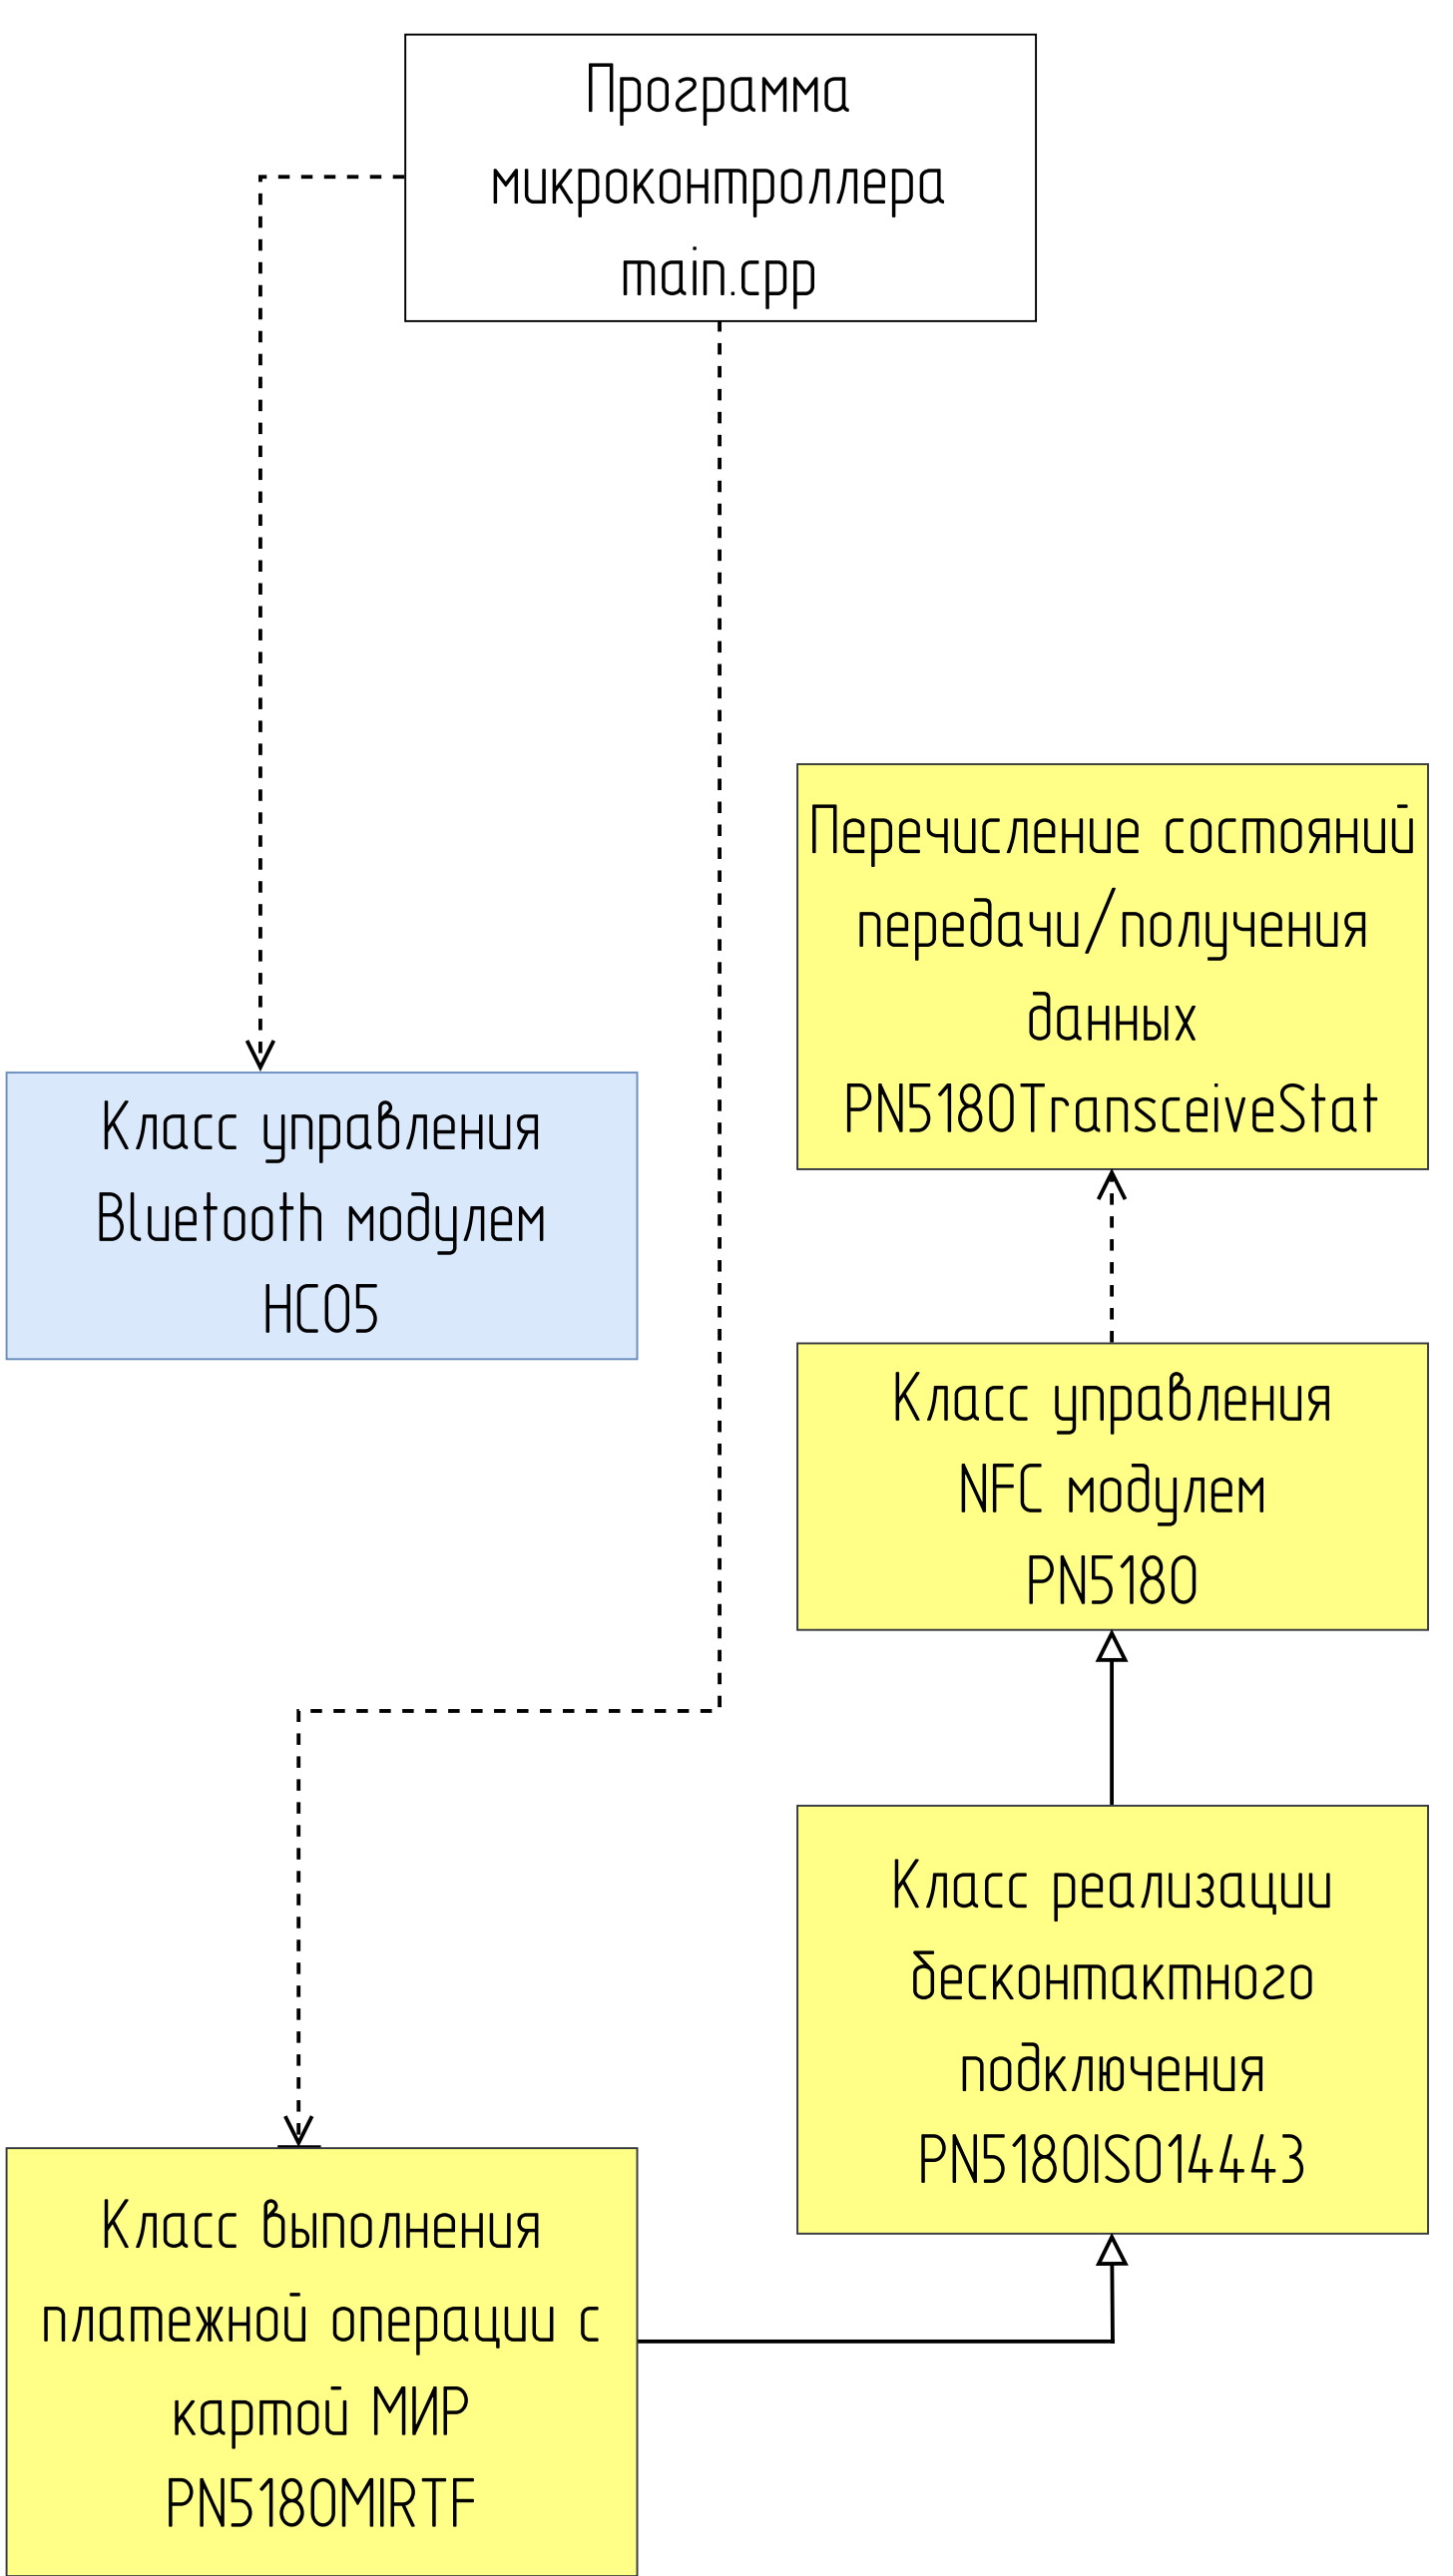 Программа
микроконтроллера
main.cpp
Перечисление состояний
передачи/получения
данных
PN5180TransceiveStat
Класс управления
Bluetooth модулем
HC05
Класс управления
NFC модулем
PN5180
Класс реализации
бесконтактного
подключения
PN5180ISO14443
Класс выполнения
платежной операции с
картой МИР
PN5180MIRTF